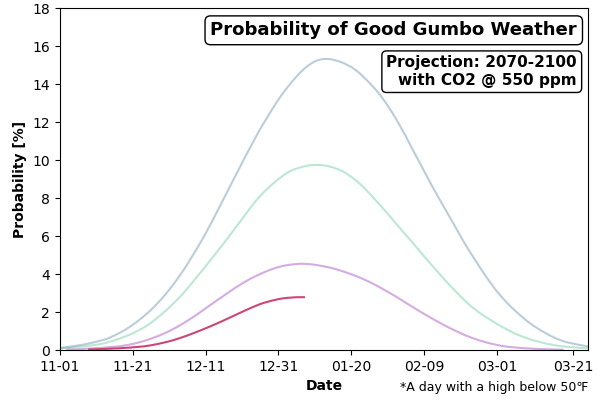 Probability of Good Gumbo Weather
Projection: 2070-2100
with CO2 @ 550 ppm
Probability [%]
18
16
14
12
10
8
6
4
2
0
11-01 11-21 12-11 12-31 01-20 02-09 03-01 03-21
Date
*A day with a high below 50°F